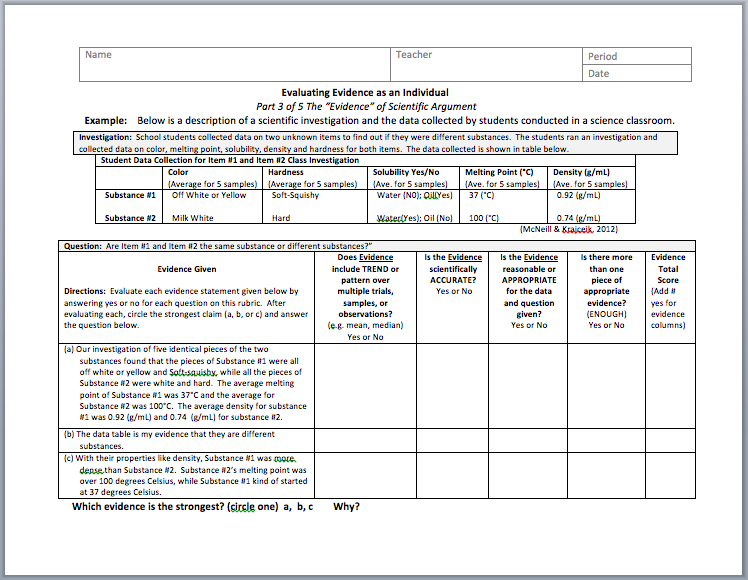 Name Teacher Period
Date
Evaluating Evidence as an Individual
Part 3 of 5 The "Evidence" of Scientific Argument
Example: Below is a description of a scientific investigation and the data collected by students conducted in a science classroom.
Investigation: School students collected data on two unknown items to find out if they were different substances. The students ran an investigation and
collected data on color, melting point, solubility, density and hardness for both items. The data collected is shown in table below.
Student Data Collection for Item #1 and Item #2 Class Investigation
Color Hardness Solubility Yes/No Melting Point (°C) Density (g/mL)
(Average for 5 samples) (Average for 5 samples) (Ave. for 5 samples) (Ave. for 5 samples) (Ave. for 5 samples)
Substance #1 Off White or Yellow Soft-Squishy Water (N0); Oil(Yes) 37 (°C) 0.92 (g/mL)
Substance #2 Milk White Hard Water(Yes); Oil (No) 100 (°C) 0.74 (g/mL)
(McNeill & Krajceik, 2012)
Question: Are Item #1 and Item #2 the same substance or different substances?"
Evidence Given
Directions: Evaluate each evidence statement given below by
answering yes or no for each question on this rubric. After
evaluating each, circle the strongest claim (a, b, or c) and answer
the question below.
Does Evidence
include TREND or
pattern over
multiple trials,
samples, or
observations?
(e.g. mean, median)
Yes or No
Is the Evidence
scientifically
ACCURATE?
Yes or No
Is the Evidence
reasonable or
APPROPRIATE
for the data
and question
given?
Yes or No
Is there more
than one
piece of
appropriate
evidence?
(ENOUGH)
Yes or No
Evidence
Total
Score
(Add #
yes for
evidence
columns)
(a) Our investigation of five identical pieces of the two
substances found that the pieces of Substance #1 were all
off white or yellow and Soft-squishy, while all the pieces of
Substance #2 were white and hard. The average melting
point of Substance #1 was 37°C and the average for
Substance #2 was 100°C. The average density for substance
#1 was 0.92 (g/mL) and 0.74 (g/mL) for substance #2.
(b) The data table is my evidence that they are different
substances.
(c) With their properties like density, Substance #1 was more
dense than Substance #2. Substance #2's melting point was
over 100 degrees Celsius, while Substance #1 kind of started
at 37 degrees Celsius.
Which evidence is the strongest? (circle one) a, b, c Why?